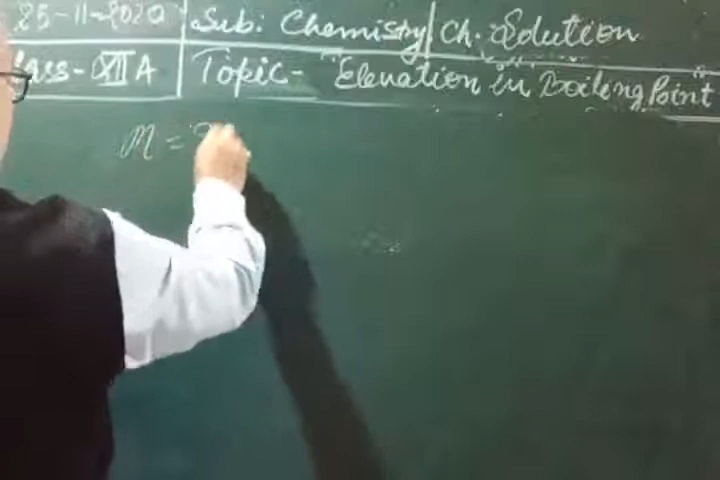 25-11-2020 Sub: Chemistry/Ch. Solution
Class-XII A Topic- "Elevation in Boiling Point"
M =